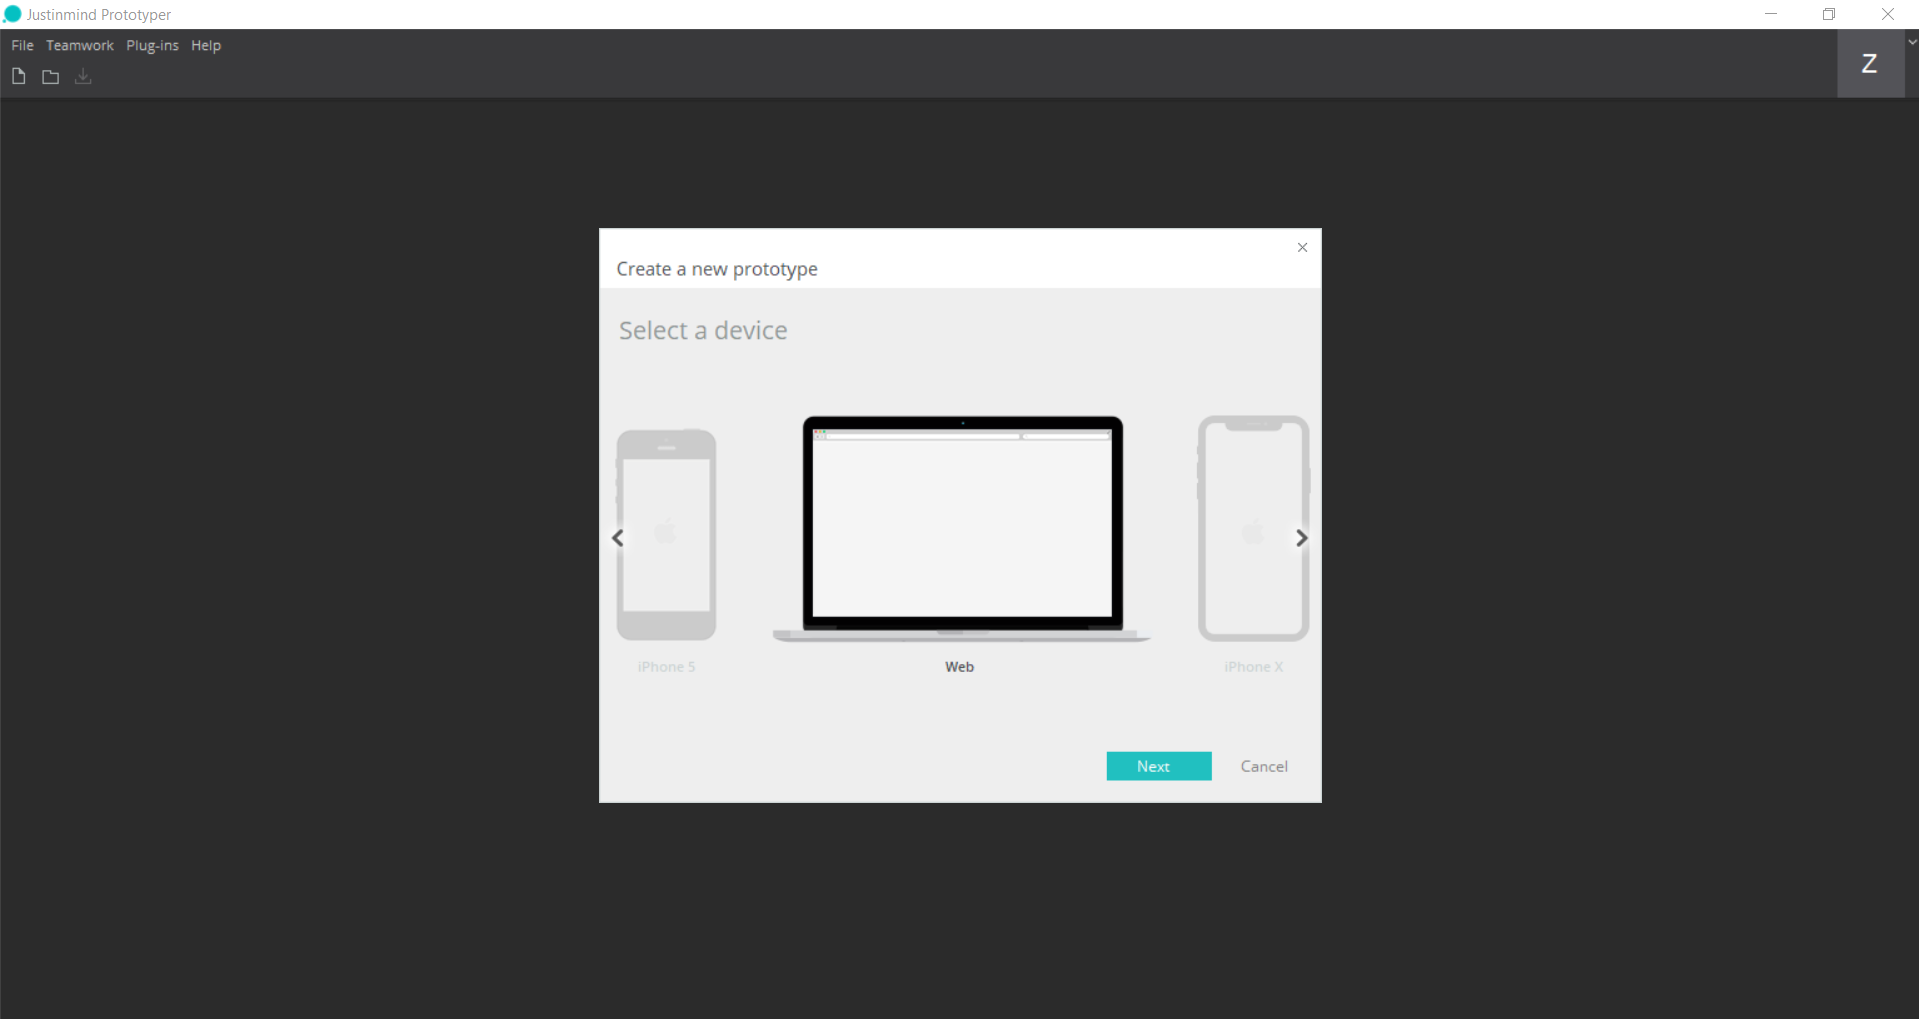 Justinmind Prototyper
File Teamwork Plug-ins Help
Z
Create a new prototype
Select a device
iPhone 5 Web iPhone X
Next Cancel